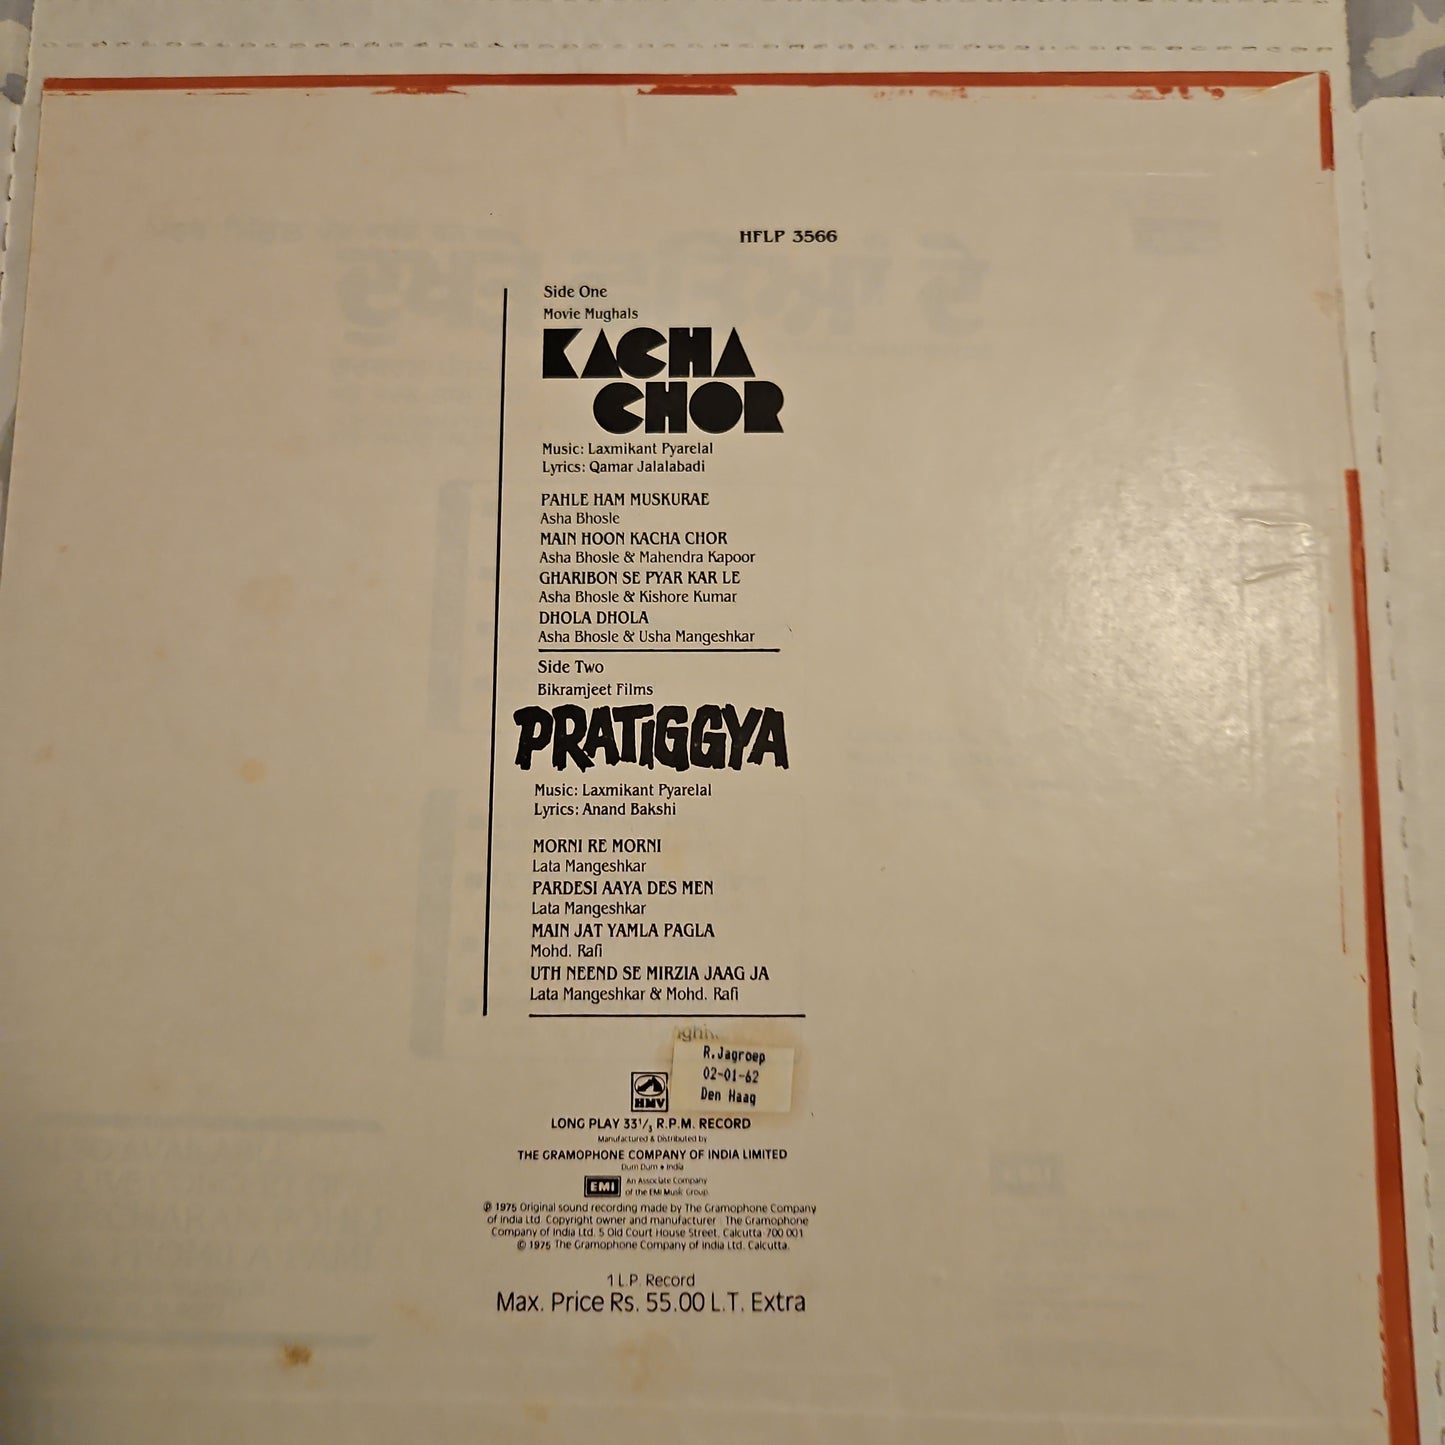 HFLP 3566
Side One
Movie Mughals
KACHA
CHOR
Music: Laxmikant Pyarelal
Lyrics: Qamar Jalalabadi
PAHLE HAM MUSKURAE
Asha Bhosle
MAIN HOON KACHA CHOR
Asha Bhosle & Mahendra Kapoor
GHARIBON SE PYAR KAR LE
Asha Bhosle & Kishore Kumar
DHOLA DHOLA
Asha Bhosle & Usha Mangeshkar
Side Two
Bikramjeet Films
PRATIGGYA
Music: Laxmikant Pyarelal
Lyrics: Anand Bakshi
MORNI RE MORNI
Lata Mangeshkar
PARDESI AAYA DES MEN
Lata Mangeshkar
MAIN JAT YAMLA PAGLA
Mohd. Rafi
UTH NEEND SE MIRZIA JAAG JA
Lata Mangeshkar & Mohd. Rafi
R.Jagroep
02-01-62
Den Haag
HMV
LONG PLAY 33 1/3 R.P.M. RECORD
Manufactured & Distributed by
THE GRAMOPHONE COMPANY OF INDIA LIMITED
Dum Dum • India
EMI An Associate Company
of the EMI Music Group
℗ 1975 Original sound recording made by The Gramophone Company
of India Ltd. Copyright owner and manufacturer The Gramophone
Company of India Ltd. 5 Old Court House Street, Calcutta 700 001
© 1975 The Gramophone Company of India Ltd. Calcutta.
1 L.P. Record
Max. Price Rs. 55.00 L.T. Extra